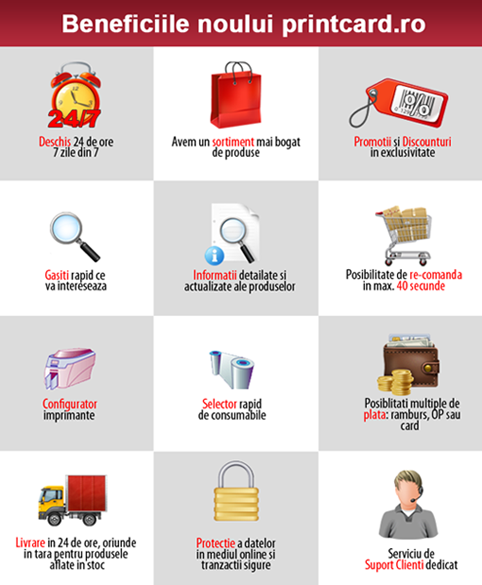 Beneficiile noului printcard.ro
24/7
Deschis 24 de ore
7 zile din 7
Avem un sortiment mai bogat
de produse
%
Promotii si Discounturi
in exclusivitate
Gasiti rapid ce
va intereseaza
i
Informatii detaliate si
actualizate ale produselor
Posibilitate de re-comanda
in max. 40 secunde
Configurator
imprimante
Selector rapid
de consumabile
Posiblitati multiple de
plata: ramburs, OP sau
card
Livrare in 24 de ore, oriunde
in tara pentru produsele
aflate in stoc
Protectie a datelor
in mediul online si
tranzactii sigure
Serviciu de
Suport Clienti dedicat